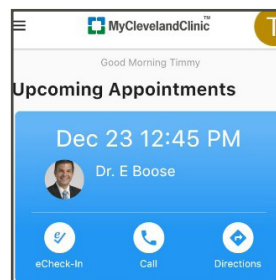 MyClevelandClinic™
T
Good Morning Timmy
Upcoming Appointments
Dec 23 12:45 PM
Dr. E Boose
eCheck-In Call Directions